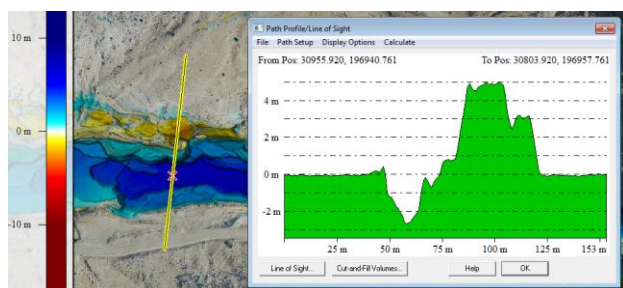 10 m
0 m
-10 m
Path Profile/Line of Sight
File Path Setup Display Options Calculate
From Pos: 30955.920, 196940.761 To Pos: 30803.920, 196957.761
4 m
0 m
-2 m
25 m 50 m 75 m 100 m 125 m 153 m
Line of Sight... Cut-and-Fill Volumes... Help OK